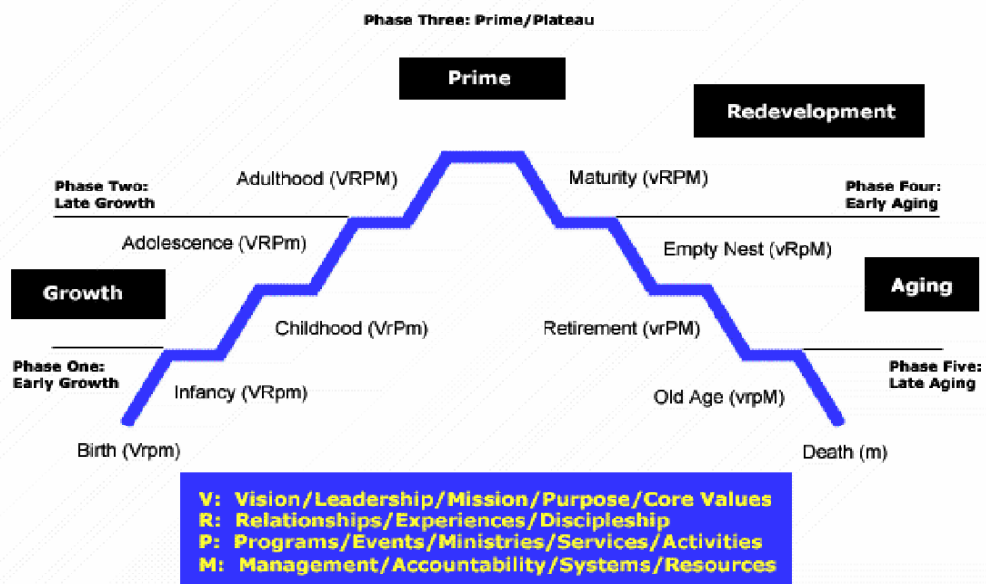 Phase Three: Prime/Plateau
Prime
Redevelopment
Adulthood (VRPM)
Maturity (vRPM)
Phase Two:
Late Growth
Phase Four:
Early Aging
Adolescence (VRPm)
Empty Nest (vRpM)
Growth
Aging
Childhood (VrPm)
Retirement (vrPM)
Phase One:
Early Growth
Phase Five:
Late Aging
Infancy (VRpm)
Old Age (vrpM)
Birth (Vrpm)
Death (m)
V: Vision/Leadership/Mission/Purpose/Core Values
R: Relationships/Experiences/Discipleship
P: Programs/Events/Ministries/Services/Activities
M: Management/Accountability/Systems/Resources